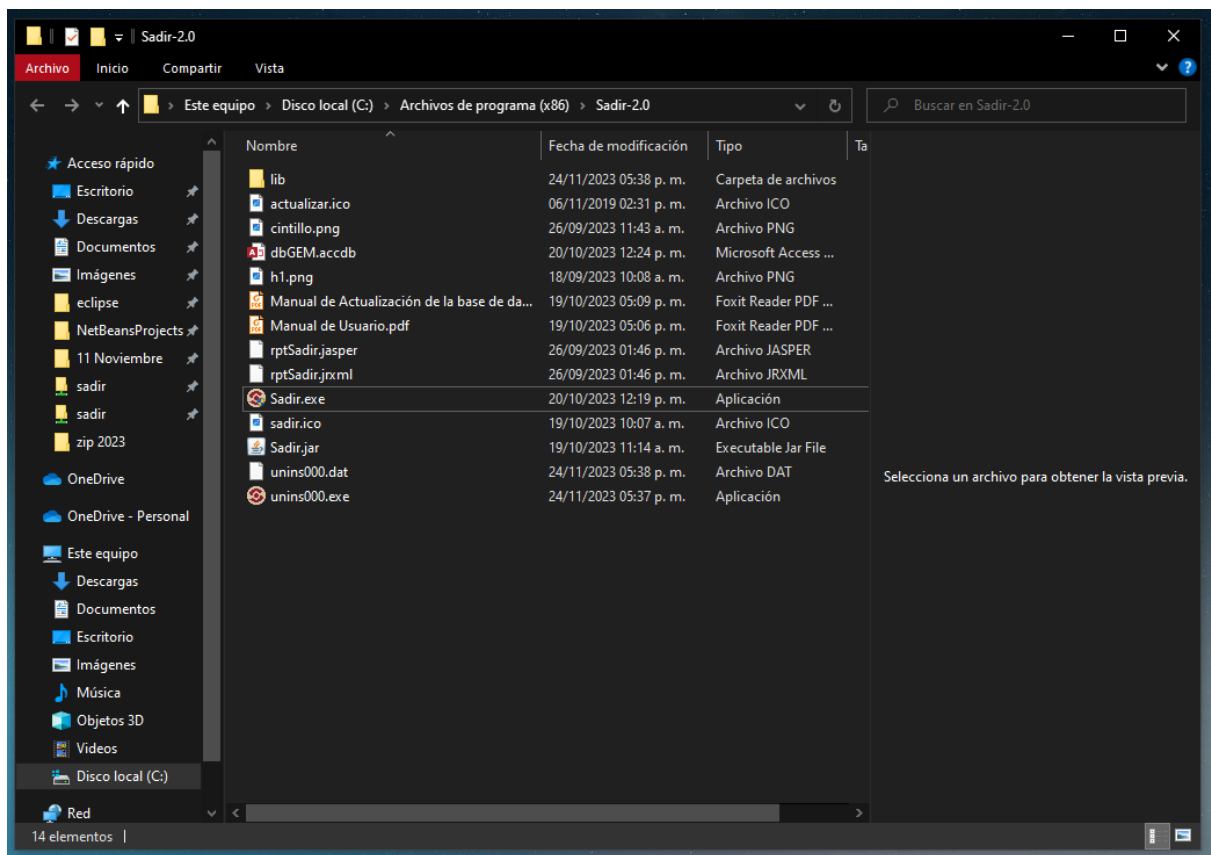 Sadir-2.0
Archivo Inicio Compartir Vista
Este equipo > Disco local (C:) > Archivos de programa (x86) > Sadir-2.0
Buscar en Sadir-2.0
Acceso rápido
Escritorio
Descargas
Documentos
Imágenes
eclipse
NetBeansProjects
11 Noviembre
sadir
sadir
zip 2023
OneDrive
OneDrive - Personal
Este equipo
Descargas
Documentos
Escritorio
Imágenes
Música
Objetos 3D
Videos
Disco local (C:)
Red
Nombre Fecha de modificación Tipo Ta
lib 24/11/2023 05:38 p. m. Carpeta de archivos
actualizar.ico 06/11/2019 02:31 p. m. Archivo ICO
cintillo.png 26/09/2023 11:43 a. m. Archivo PNG
dbGEM.accdb 20/10/2023 12:24 p. m. Microsoft Access ...
h1.png 18/09/2023 10:08 a. m. Archivo PNG
Manual de Actualización de la base de da... 19/10/2023 05:09 p. m. Foxit Reader PDF ...
Manual de Usuario.pdf 19/10/2023 05:06 p. m. Foxit Reader PDF ...
rptSadir.jasper 26/09/2023 01:46 p. m. Archivo JASPER
rptSadir.jrxml 26/09/2023 01:46 p. m. Archivo JRXML
Sadir.exe 20/10/2023 12:19 p. m. Aplicación
sadir.ico 19/10/2023 10:07 a. m. Archivo ICO
Sadir.jar 19/10/2023 11:14 a. m. Executable Jar File
unins000.dat 24/11/2023 05:38 p. m. Archivo DAT
unins000.exe 24/11/2023 05:37 p. m. Aplicación
Selecciona un archivo para obtener la vista previa.
14 elementos